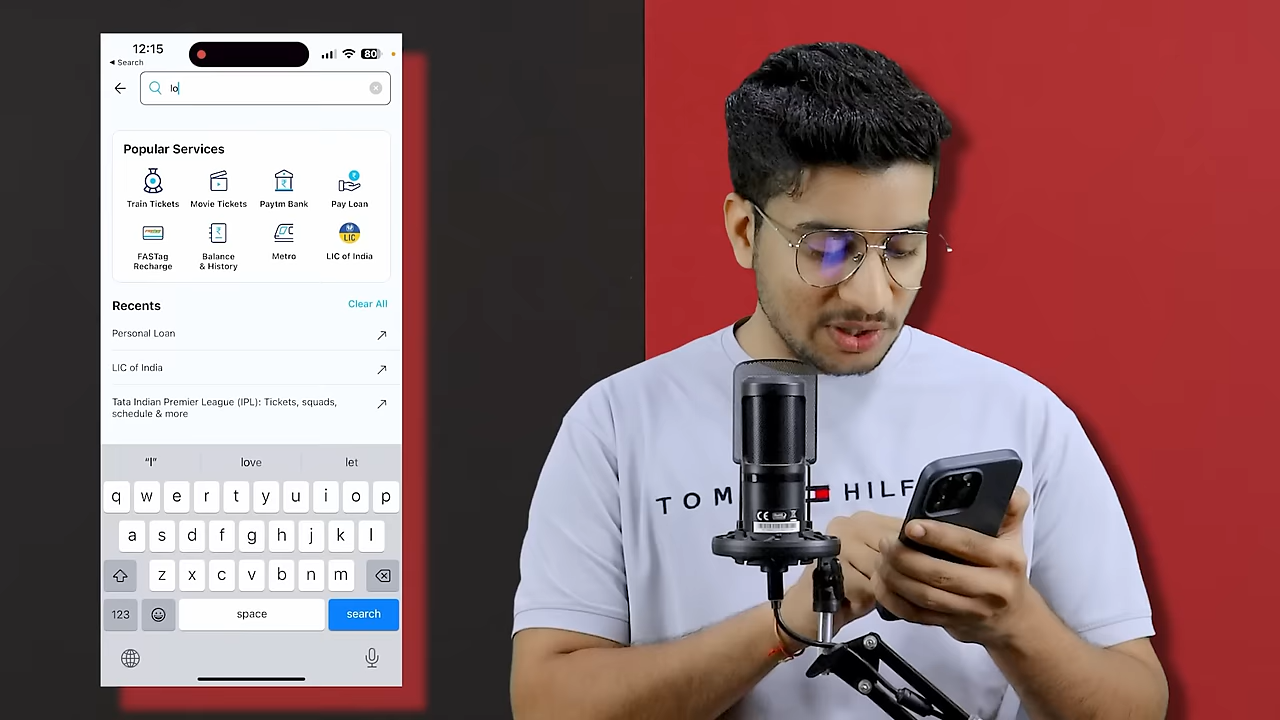 12:15
80
◀ Search
lo
Popular Services
Train Tickets
Movie Tickets
Paytm Bank
Pay Loan
LIC
FASTag
Recharge
Balance
& History
Metro
LIC of India
Recents
Clear All
Personal Loan
LIC of India
Tata Indian Premier League (IPL): Tickets, squads,
schedule & more
"l"
love
let
q w e r t y u i o p
a s d f g h j k l
z x c v b n m
123
space
search
TOM
HILF
CE